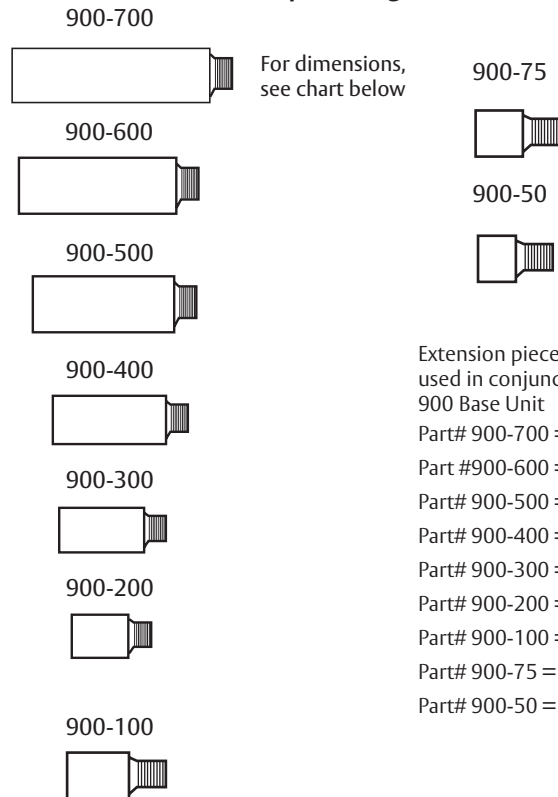 900-700
For dimensions,
see chart below
900-75
900-600
900-50
900-500
900-400
Extension piece
used in conjunc
900 Base Unit
Part# 900-700 =
Part #900-600 =
Part# 900-500 =
Part# 900-400 =
Part# 900-300 =
Part# 900-200 =
Part# 900-100 =
Part# 900-75 =
Part# 900-50 =
900-300
900-200
900-100